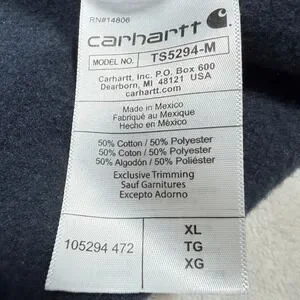 RN#14806
carhartt
MODEL NO. TS5294-M
Carhartt, Inc. P.O. Box 600
Dearborn, MI 48121 USA
carhartt.com
Made in Mexico
Fabriqué au Mexique
Hecho en México
50% Cotton / 50% Polyester
50% Coton / 50% Polyester
50% Algodón / 50% Poliéster
Exclusive Trimming
Sauf Garnitures
Excepto Adorno
105294 472
XL
TG
XG